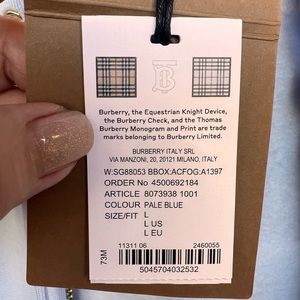 Burberry, the Equestrian Knight Device,
the Burberry Check, and the Thomas
Burberry Monogram and Print are trade
marks belonging to Burberry Limited.
BURBERRY ITALY SRL
VIA MANZONI, 20, 20121 MILANO, ITALY
W:SG88053 BBOX:ACFOG:A1397
ORDER No 4500692184
ARTICLE 8073938 1001
COLOUR PALE BLUE
SIZE/FIT L
L US
L EU
73M
11311 06 2460055
5045704032532